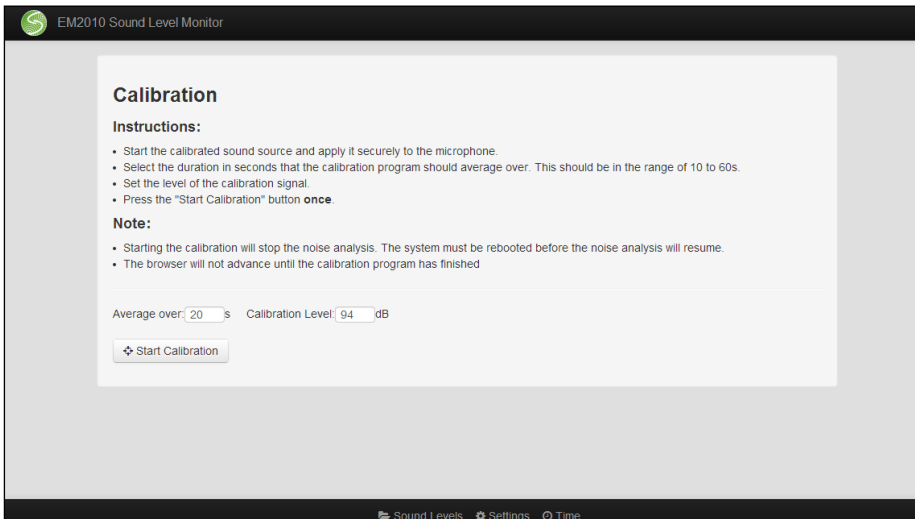 EM2010 Sound Level Monitor
Calibration
Instructions:
• Start the calibrated sound source and apply it securely to the microphone.
• Select the duration in seconds that the calibration program should average over. This should be in the range of 10 to 60s.
• Set the level of the calibration signal.
• Press the "Start Calibration" button once.
Note:
• Starting the calibration will stop the noise analysis. The system must be rebooted before the noise analysis will resume.
• The browser will not advance until the calibration program has finished
Average over: 20 s Calibration Level: 94 dB
Start Calibration
Sound Levels Settings Time